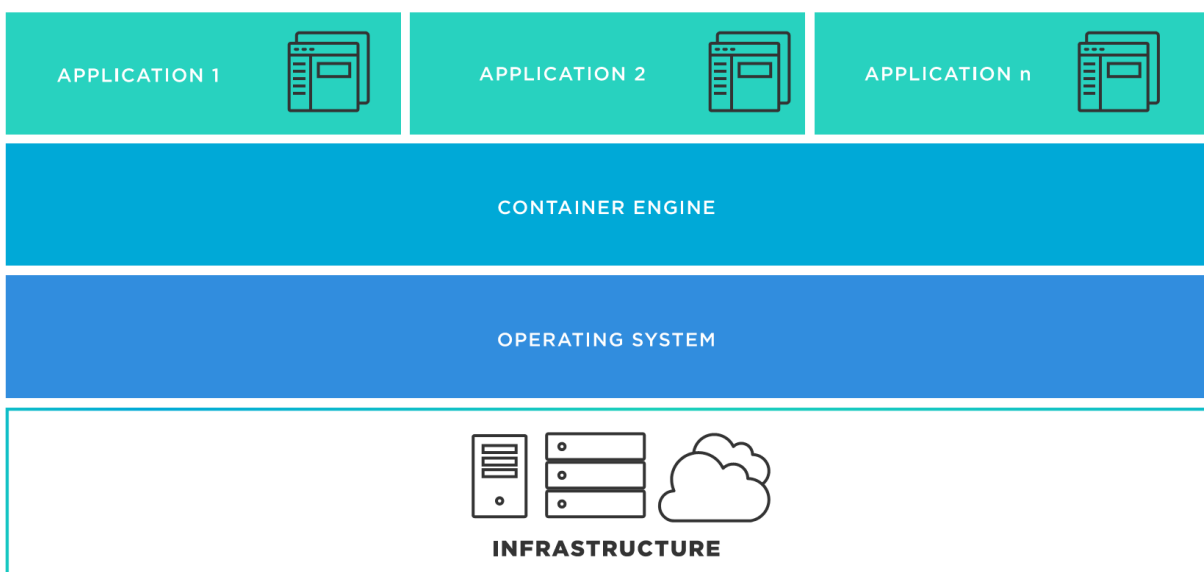 APPLICATION 1
APPLICATION 2
APPLICATION n
CONTAINER ENGINE
OPERATING SYSTEM
INFRASTRUCTURE